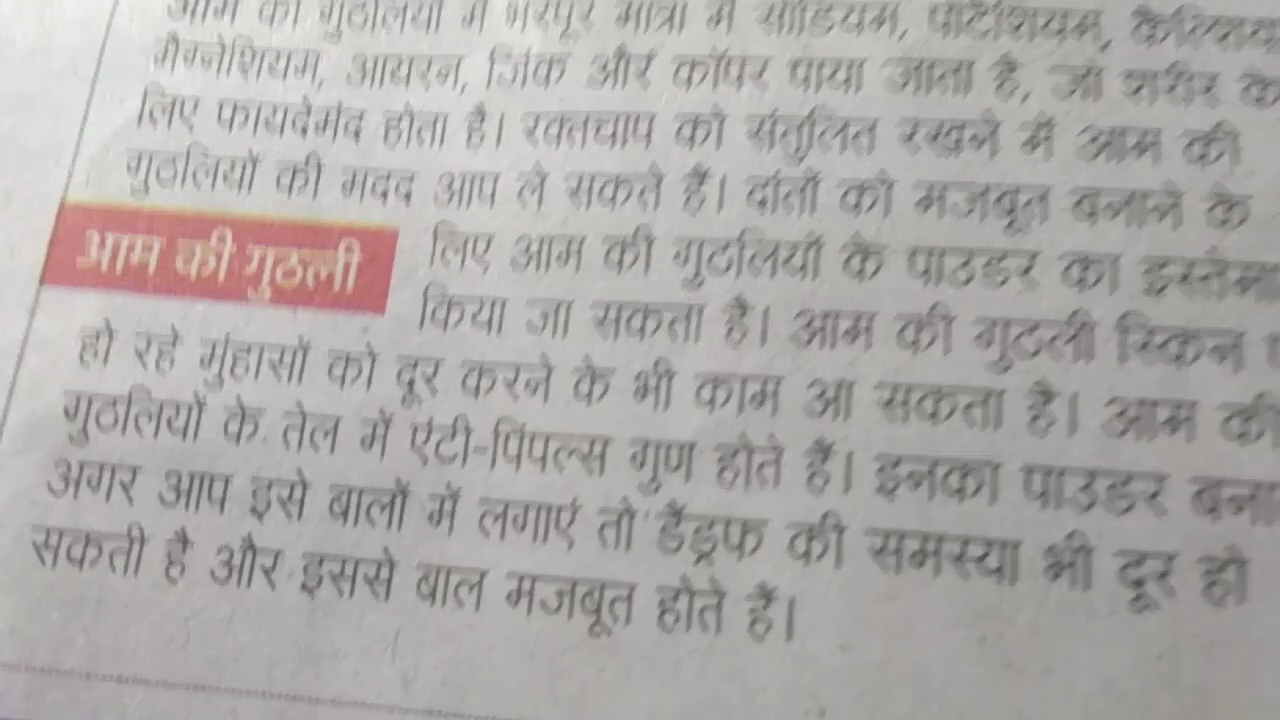 आम की गुठलियों में भरपूर मात्रा में सोडियम, पोटेशियम,
मैग्नेशियम, आयरन, जिंक और कॉपर पाया जाता है, जो शरीर के
लिए फायदेमंद होता है। रक्तचाप को संतुलित रखने में आम की
गुठलियों की मदद आप ले सकते हैं। दांतों को मजबूत बनाने के
आम की गुठली
लिए आम की गुठलियों के पाउडर का
किया जा सकता है। आम की गुठली स्किन
हो रहे मुंहासों को दूर करने के भी काम आ सकता है। आम की
गुठलियों के तेल में एंटी-पिंपल्स गुण होते हैं। इनका पाउडर
अगर आप इसे बालों में लगाएं तो डैंड्रफ की समस्या भी दूर हो
सकती है और इससे बाल मजबूत होते हैं।